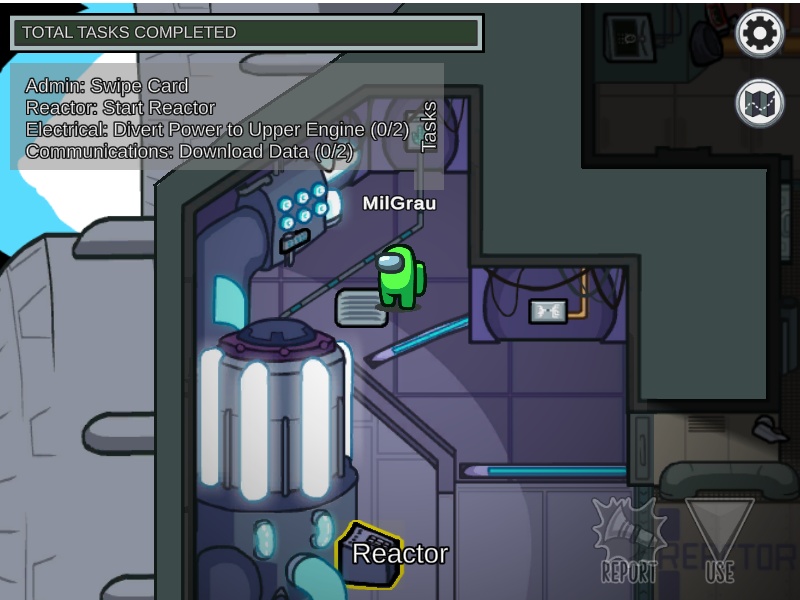 TOTAL TASKS COMPLETED
Admin: Swipe Card
Reactor: Start Reactor
Electrical: Divert Power to Upper Engine (0/2)
Communications: Download Data (0/2)
Tasks
MilGrau
Reactor
REPORT
USE
REACTOR